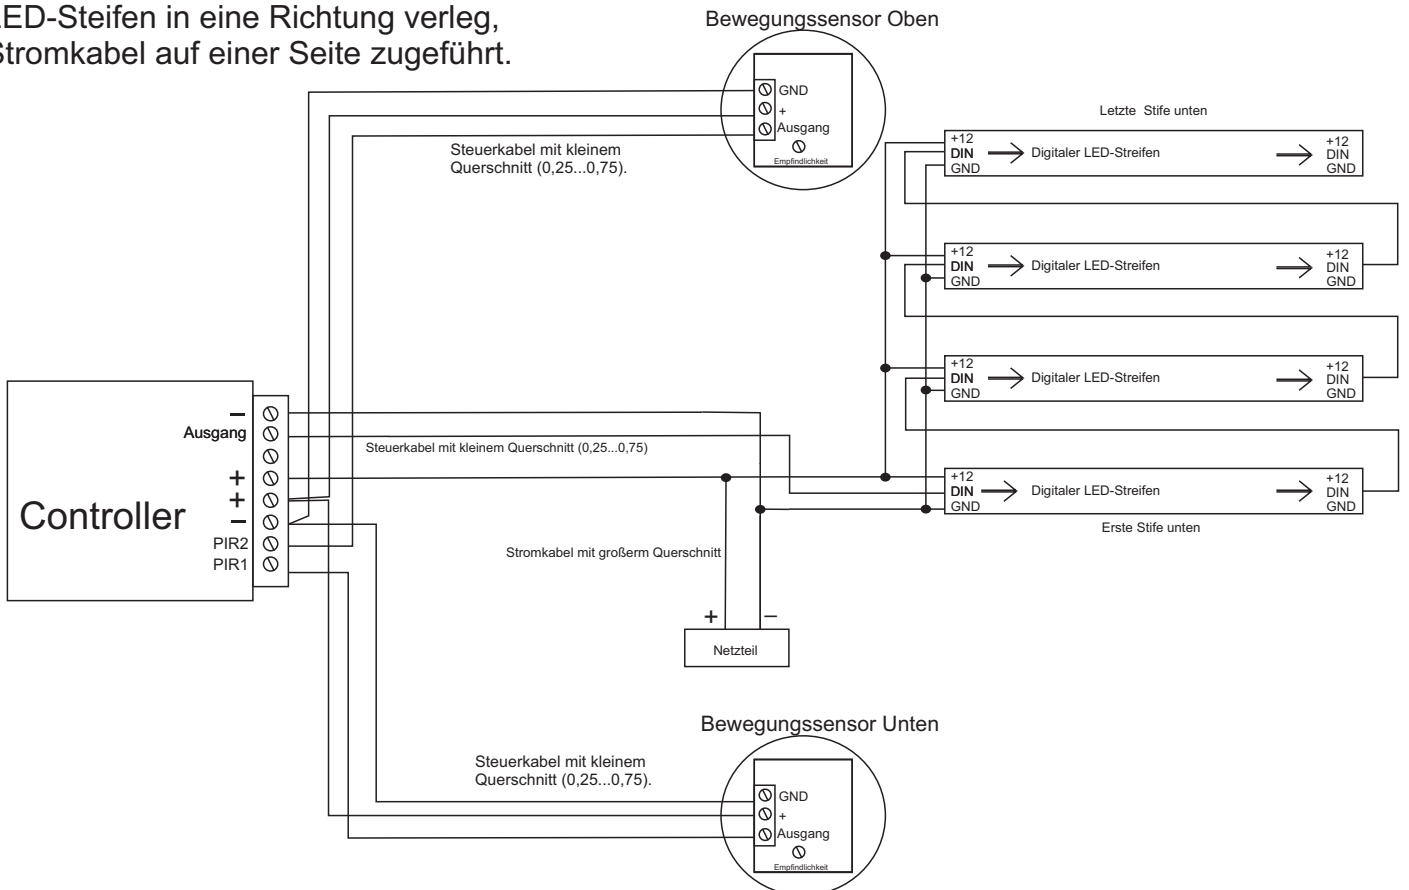 LED-Steifen in eine Richtung verleg,
Stromkabel auf einer Seite zugeführt.
Bewegungssensor Oben
GND
+
Ausgang
Empfindlichkeit
Steuerkabel mit kleinem
Querschnitt (0,25...0,75).
Letzte Stife unten
+12
DIN
GND
Digitaler LED-Streifen
+12
DIN
GND
+12
DIN
GND
Digitaler LED-Streifen
+12
DIN
GND
+12
DIN
GND
Digitaler LED-Streifen
+12
DIN
GND
+12
DIN
GND
Digitaler LED-Streifen
+12
DIN
GND
Erste Stife unten
Controller
–
Ausgang
+
+
–
PIR2
PIR1
Steuerkabel mit kleinem Querschnitt (0,25...0,75)
Stromkabel mit großerm Querschnitt
+ –
Netzteil
Bewegungssensor Unten
Steuerkabel mit kleinem
Querschnitt (0,25...0,75).
GND
+
Ausgang
Empfindlichkeit